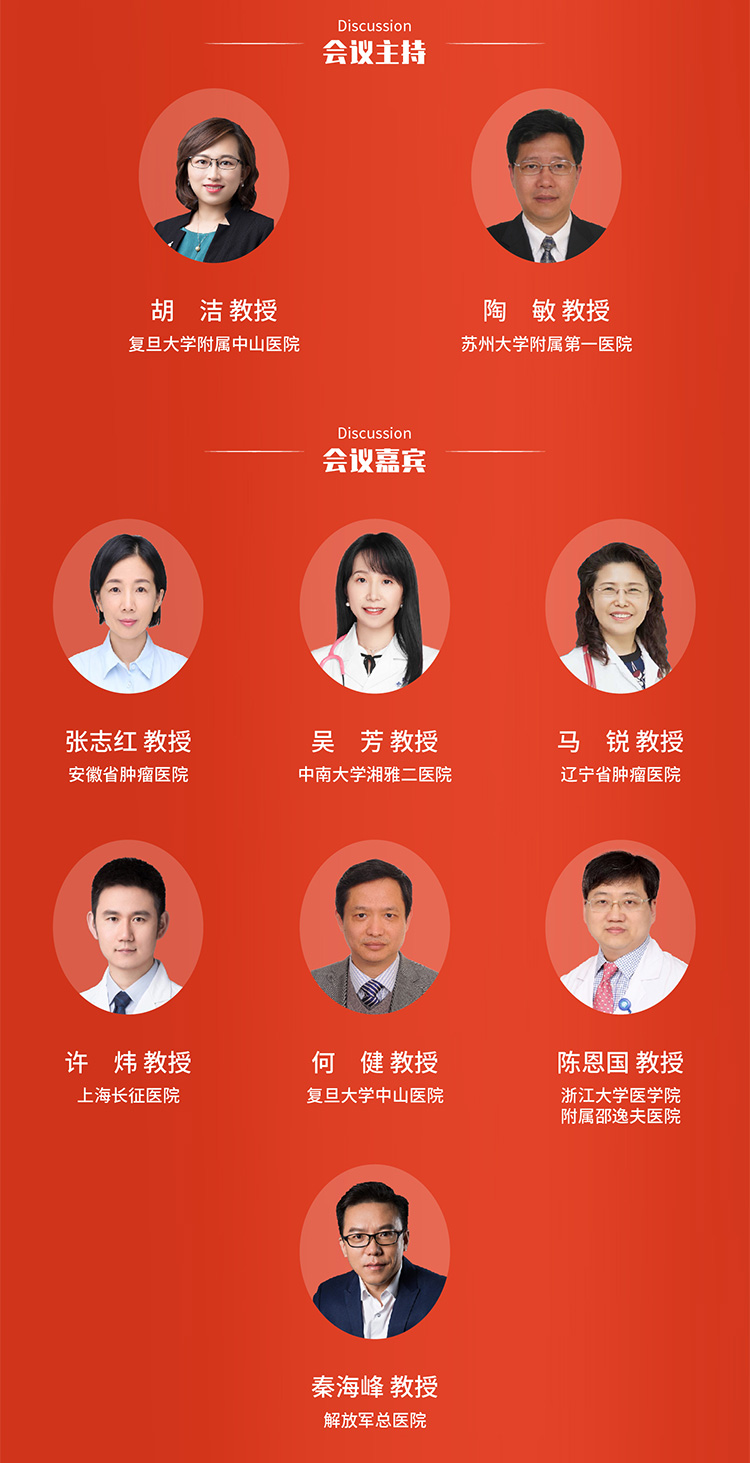 Discussion
会议主持
胡 洁 教授
陶 敏 教授
复旦大学附属中山医院
苏州大学附属第一医院
Discussion
会议嘉宾
张志红 教授
吴 芳 教授
马 锐 教授
安徽省肿瘤医院
中南大学湘雅二医院
辽宁省肿瘤医院
许 炜 教授
何 健 教授
陈恩国 教授
上海长征医院
复旦大学中山医院
浙江大学医学院
附属邵逸夫医院
秦海峰 教授
解放军总医院